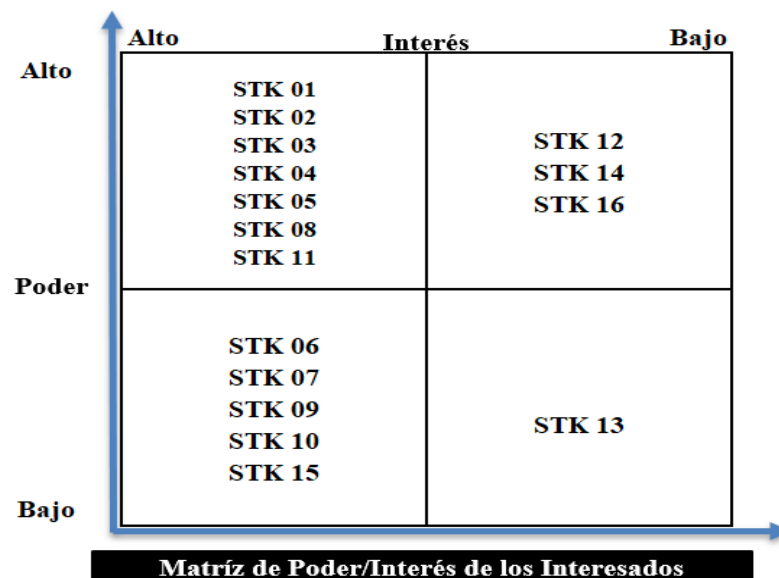 Alto Interés Bajo
Alto
STK 01
STK 02
STK 03
STK 04
STK 05
STK 08
STK 11
STK 12
STK 14
STK 16
Poder
STK 06
STK 07
STK 09
STK 10
STK 15
STK 13
Bajo
Matríz de Poder/Interés de los Interesados